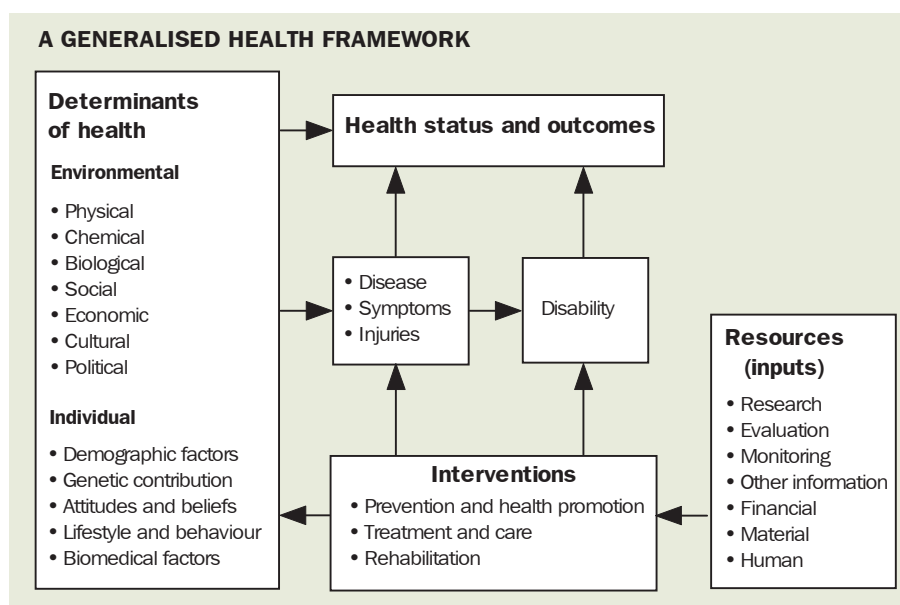 A GENERALISED HEALTH FRAMEWORK
Determinants
of health
Environmental
• Physical
• Chemical
• Biological
• Social
• Economic
• Cultural
• Political
Individual
• Demographic factors
• Genetic contribution
• Attitudes and beliefs
• Lifestyle and behaviour
• Biomedical factors
Health status and outcomes
• Disease
• Symptoms
• Injuries
Disability
Interventions
• Prevention and health promotion
• Treatment and care
• Rehabilitation
Resources
(inputs)
• Research
• Evaluation
• Monitoring
• Other information
• Financial
• Material
• Human